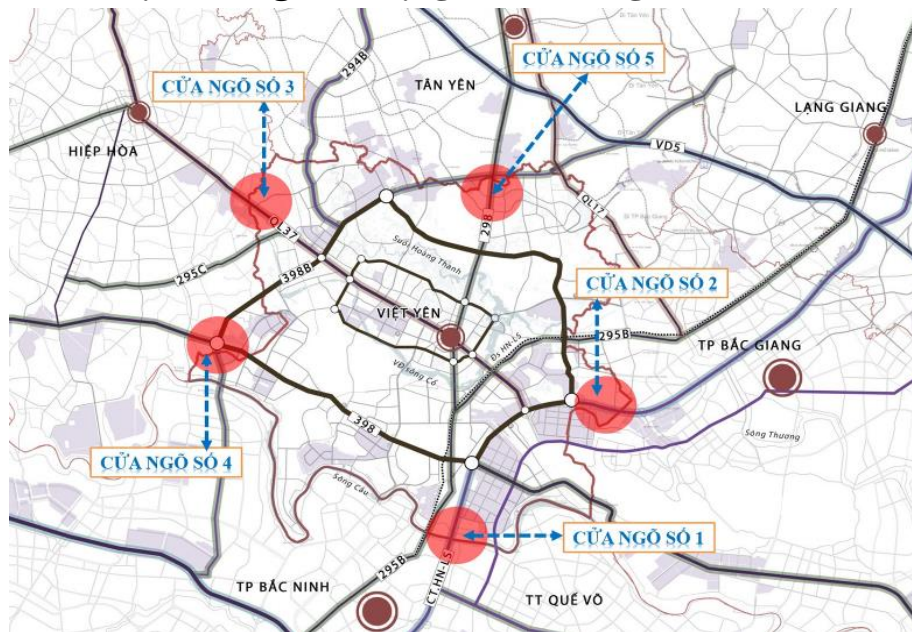 294B
CỬA NGÕ SỐ 5
CỬA NGÕ SỐ 3
TÂN YÊN
LẠNG GIANG
HIỆP HÒA
VD5
QL17
QL37
298
Suối Hoàng Thành
295C
398B
CỬA NGÕ SỐ 2
VIỆT YÊN
Đs HN-LS
295B
TP BẮC GIANG
VD sông Cổ
398
Sông Thương
CỬA NGÕ SỐ 4
Sông Cầu
CỬA NGÕ SỐ 1
295B
CT.HN-LS
TP BẮC NINH
TT QUẾ VÕ